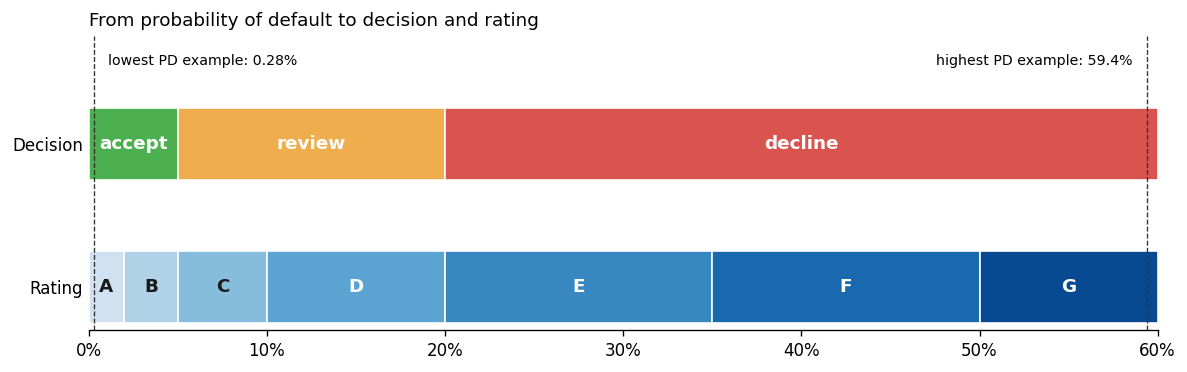 From probability of default to decision and rating
lowest PD example: 0.28%
highest PD example: 59.4%
Decision
accept
review
decline
Rating
A
B
C
D
E
F
G
0%
10%
20%
30%
40%
50%
60%